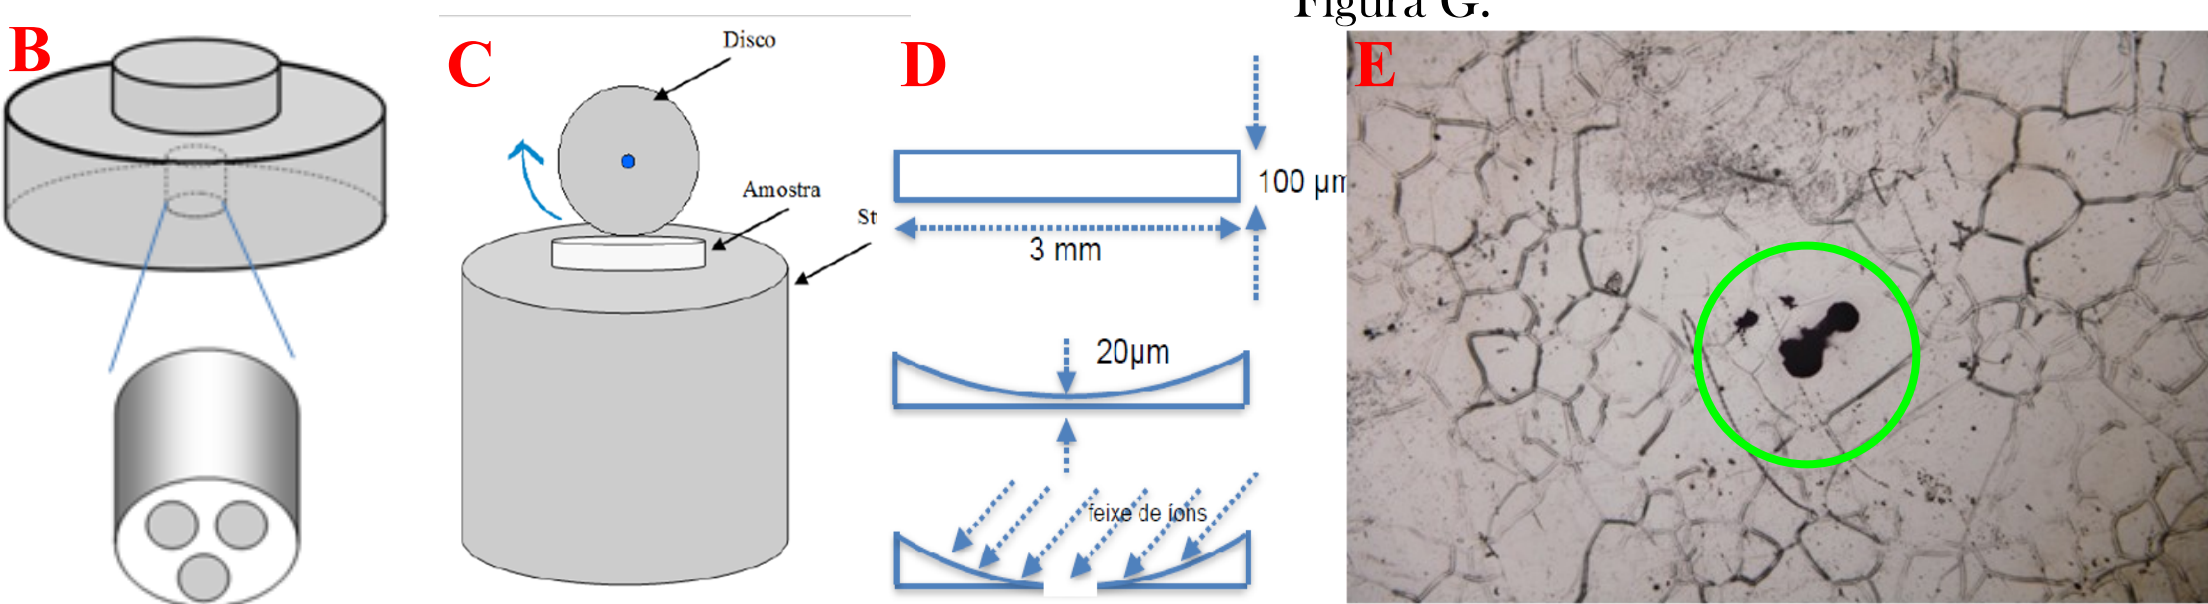 Figura G.
B
C
Disco
Amostra
St
D
100 µm
3 mm
20µm
feixe de íons
E